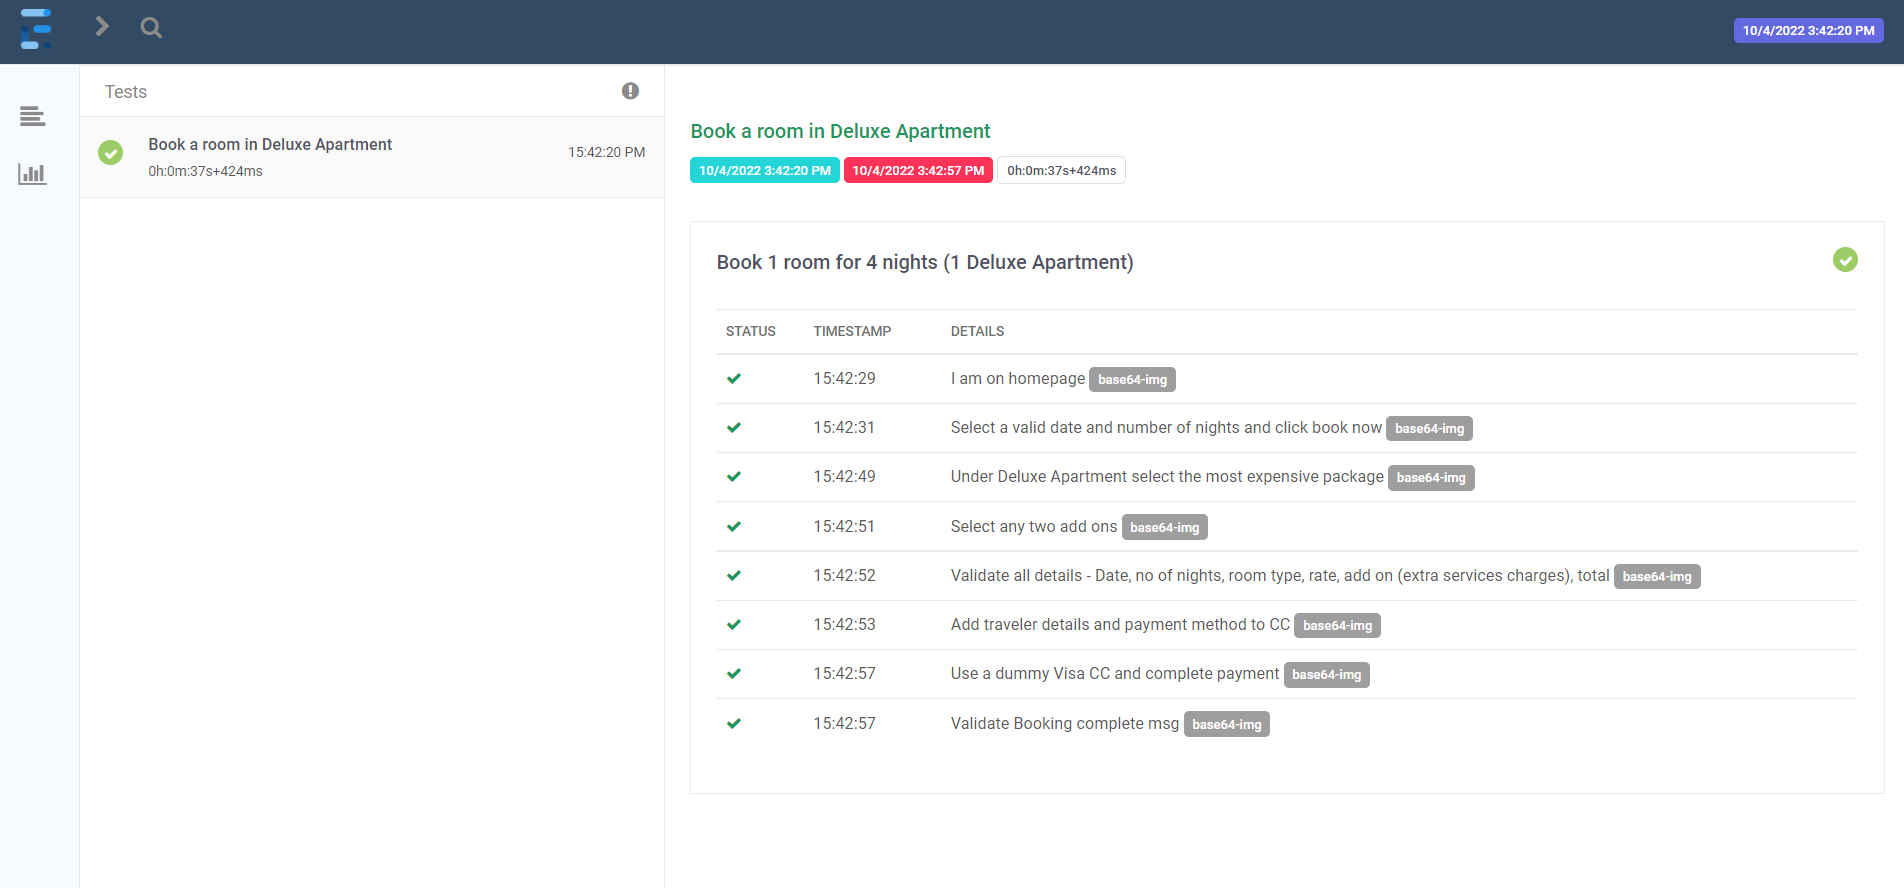 10/4/2022 3:42:20 PM
Tests
Book a room in Deluxe Apartment
0h:0m:37s+424ms
15:42:20 PM
Book a room in Deluxe Apartment
10/4/2022 3:42:20 PM 10/4/2022 3:42:57 PM 0h:0m:37s+424ms
Book 1 room for 4 nights (1 Deluxe Apartment)
STATUS TIMESTAMP DETAILS
15:42:29 I am on homepage base64-img
15:42:31 Select a valid date and number of nights and click book now base64-img
15:42:49 Under Deluxe Apartment select the most expensive package base64-img
15:42:51 Select any two add ons base64-img
15:42:52 Validate all details - Date, no of nights, room type, rate, add on (extra services charges), total base64-img
15:42:53 Add traveler details and payment method to CC base64-img
15:42:57 Use a dummy Visa CC and complete payment base64-img
15:42:57 Validate Booking complete msg base64-img